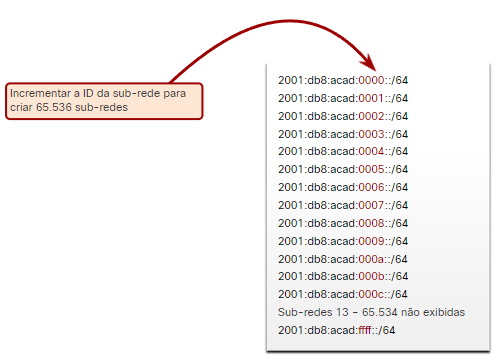 Incrementar a ID da sub-rede para
criar 65.536 sub-redes
2001:db8:acad:0000::/64
2001:db8:acad:0001::/64
2001:db8:acad:0002::/64
2001:db8:acad:0003::/64
2001:db8:acad:0004::/64
2001:db8:acad:0005::/64
2001:db8:acad:0006::/64
2001:db8:acad:0007::/64
2001:db8:acad:0008::/64
2001:db8:acad:0009::/64
2001:db8:acad:000a::/64
2001:db8:acad:000b::/64
2001:db8:acad:000c::/64
Sub-redes 13 – 65.534 não exibidas
2001:db8:acad:ffff::/64